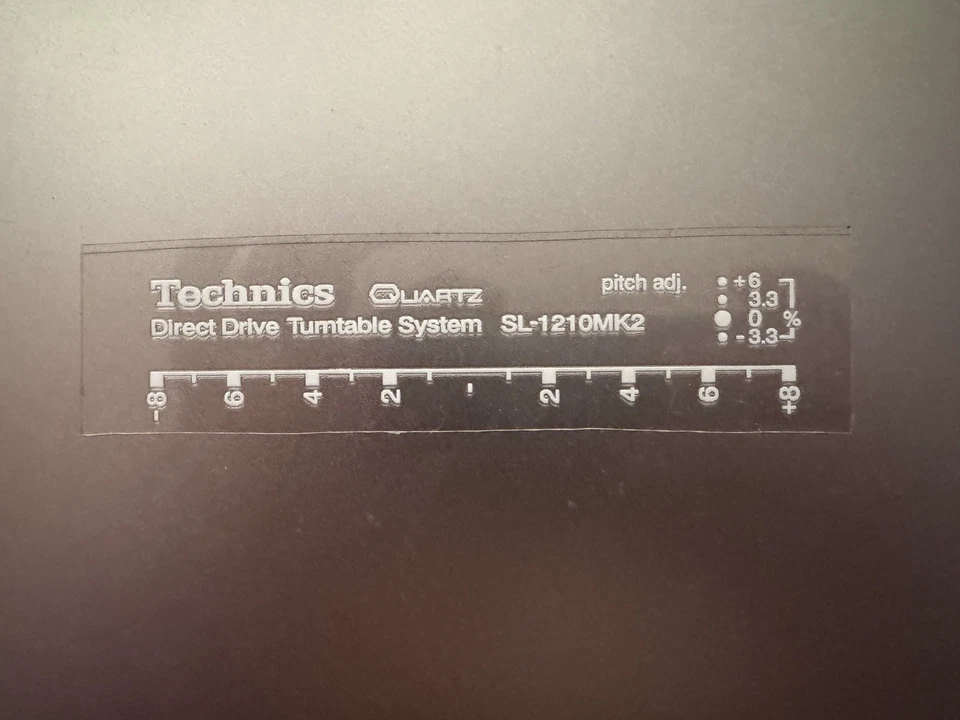 Technics QUARTZ
Direct Drive Turntable System SL-1210MK2
pitch adj.
+6
3.3
0 %
-3.3
-8 6 4 2 2 4 6 +8